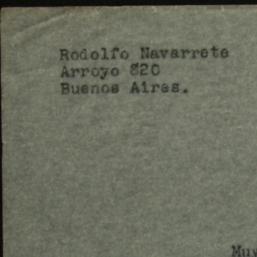 Rodolfo Navarrete
Arroyo 820
Buenos Aires.
Muy